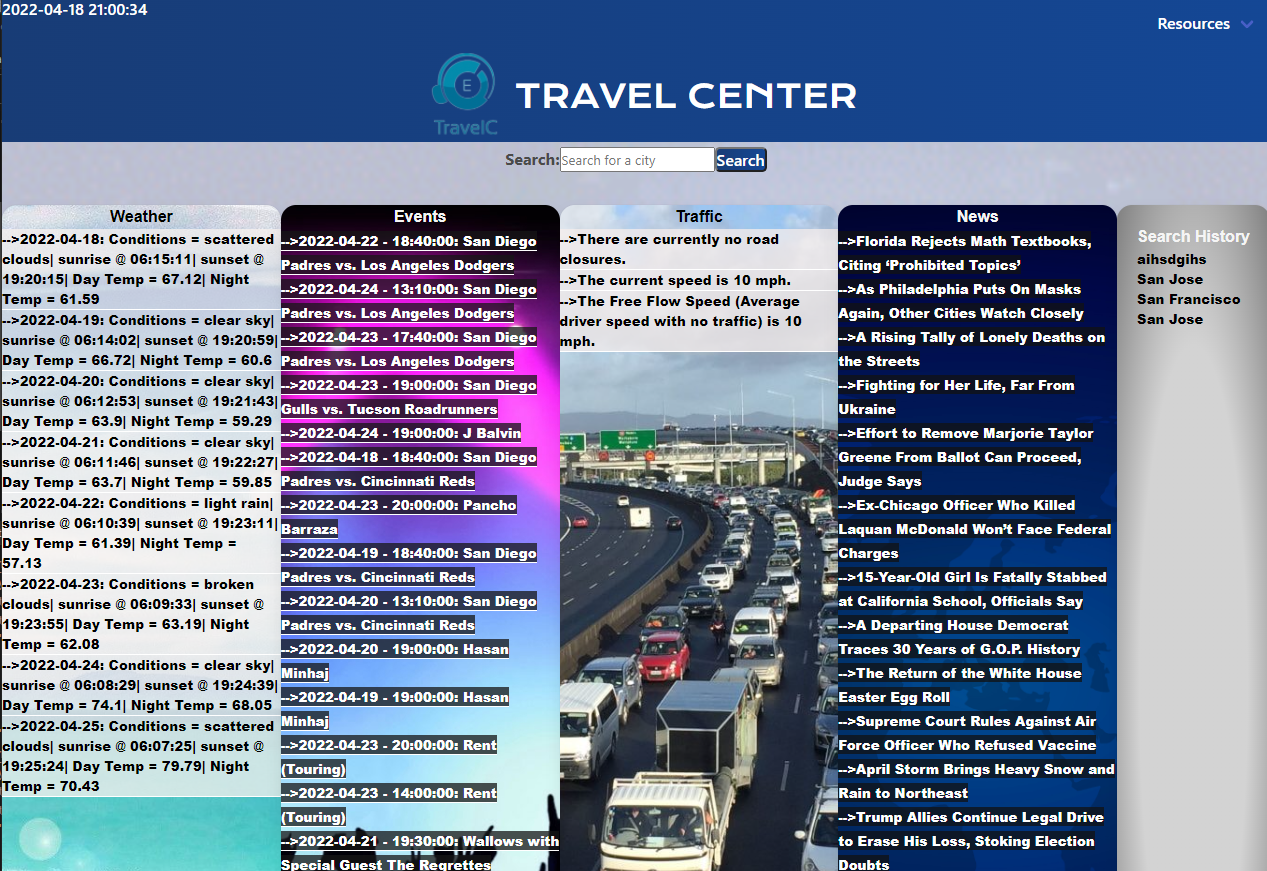 2022-04-18 21:00:34
Resources
E
TravelC
TRAVEL CENTER
Search:
Search for a city
Search
Weather
-->2022-04-18: Conditions = scattered
clouds| sunrise @ 06:15:11| sunset @
19:20:15| Day Temp = 67.12| Night
Temp = 61.59
-->2022-04-19: Conditions = clear sky|
sunrise @ 06:14:02| sunset @ 19:20:59|
Day Temp = 66.72| Night Temp = 60.6
-->2022-04-20: Conditions = clear sky|
sunrise @ 06:12:53| sunset @ 19:21:43|
Day Temp = 63.9| Night Temp = 59.29
-->2022-04-21: Conditions = clear sky|
sunrise @ 06:11:46| sunset @ 19:22:27|
Day Temp = 63.7| Night Temp = 59.85
-->2022-04-22: Conditions = light rain|
sunrise @ 06:10:39| sunset @ 19:23:11|
Day Temp = 61.39| Night Temp =
57.13
-->2022-04-23: Conditions = broken
clouds| sunrise @ 06:09:33| sunset @
19:23:55| Day Temp = 63.19| Night
Temp = 62.08
-->2022-04-24: Conditions = clear sky|
sunrise @ 06:08:29| sunset @ 19:24:39|
Day Temp = 74.1| Night Temp = 68.05
-->2022-04-25: Conditions = scattered
clouds| sunrise @ 06:07:25| sunset @
19:25:24| Day Temp = 79.79| Night
Temp = 70.43
Events
-->2022-04-22 - 18:40:00: San Diego
Padres vs. Los Angeles Dodgers
-->2022-04-24 - 13:10:00: San Diego
Padres vs. Los Angeles Dodgers
-->2022-04-23 - 17:40:00: San Diego
Padres vs. Los Angeles Dodgers
-->2022-04-23 - 19:00:00: San Diego
Gulls vs. Tucson Roadrunners
-->2022-04-24 - 19:00:00: J Balvin
-->2022-04-18 - 18:40:00: San Diego
Padres vs. Cincinnati Reds
-->2022-04-23 - 20:00:00: Pancho
Barraza
-->2022-04-19 - 18:40:00: San Diego
Padres vs. Cincinnati Reds
-->2022-04-20 - 13:10:00: San Diego
Padres vs. Cincinnati Reds
-->2022-04-20 - 19:00:00: Hasan
Minhaj
-->2022-04-19 - 19:00:00: Hasan
Minhaj
-->2022-04-23 - 20:00:00: Rent
(Touring)
-->2022-04-23 - 14:00:00: Rent
(Touring)
-->2022-04-21 - 19:30:00: Wallows with
Special Guest The Regrettes
Traffic
-->There are currently no road
closures.
-->The current speed is 10 mph.
-->The Free Flow Speed (Average
driver speed with no traffic) is 10
mph.
News
-->Florida Rejects Math Textbooks,
Citing ‘Prohibited Topics’
-->As Philadelphia Puts On Masks
Again, Other Cities Watch Closely
-->A Rising Tally of Lonely Deaths on
the Streets
-->Fighting for Her Life, Far From
Ukraine
-->Effort to Remove Marjorie Taylor
Greene From Ballot Can Proceed,
Judge Says
-->Ex-Chicago Officer Who Killed
Laquan McDonald Won’t Face Federal
Charges
-->15-Year-Old Girl Is Fatally Stabbed
at California School, Officials Say
-->A Departing House Democrat
Traces 30 Years of G.O.P. History
-->The Return of the White House
Easter Egg Roll
-->Supreme Court Rules Against Air
Force Officer Who Refused Vaccine
-->April Storm Brings Heavy Snow and
Rain to Northeast
-->Trump Allies Continue Legal Drive
to Erase His Loss, Stoking Election
Doubts
Search History
aihsdgihs
San Jose
San Francisco
San Jose